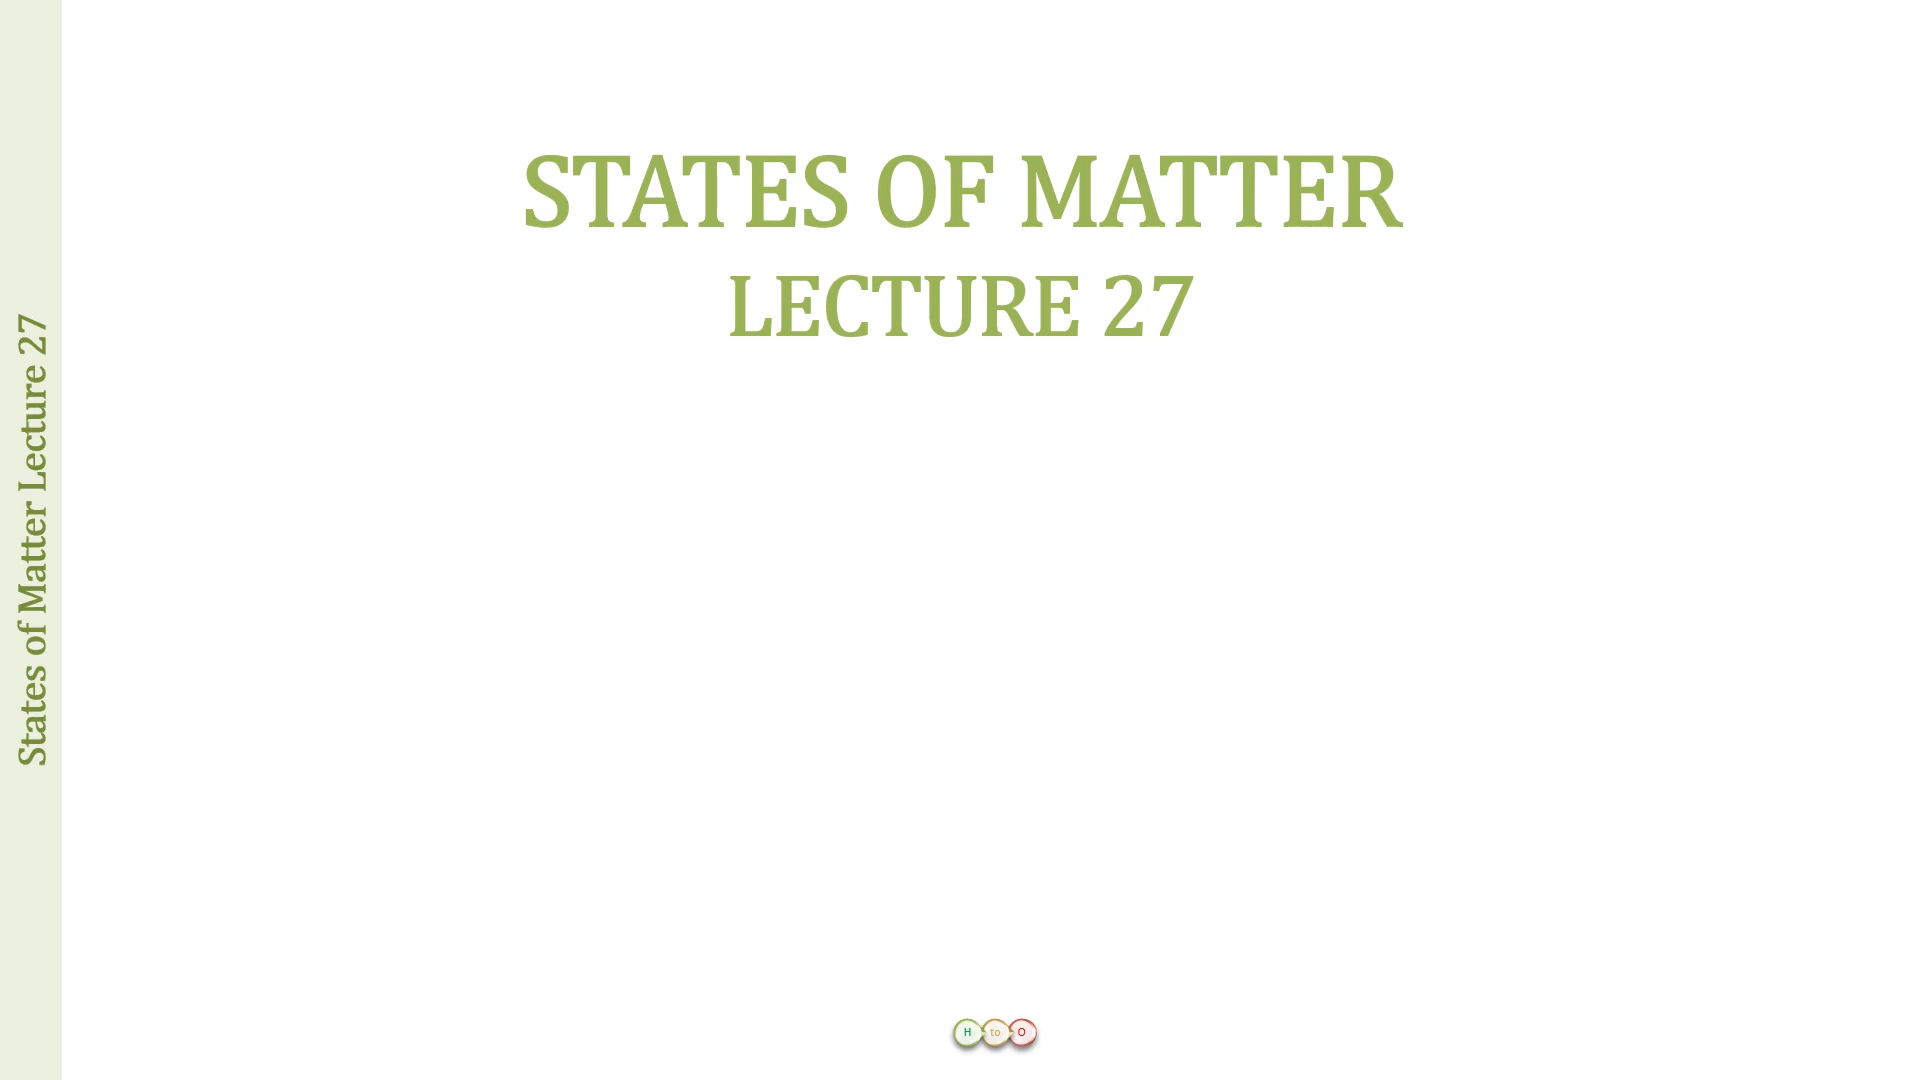 STATES OF MATTER
LECTURE 27
States of Matter Lecture 27
H to O